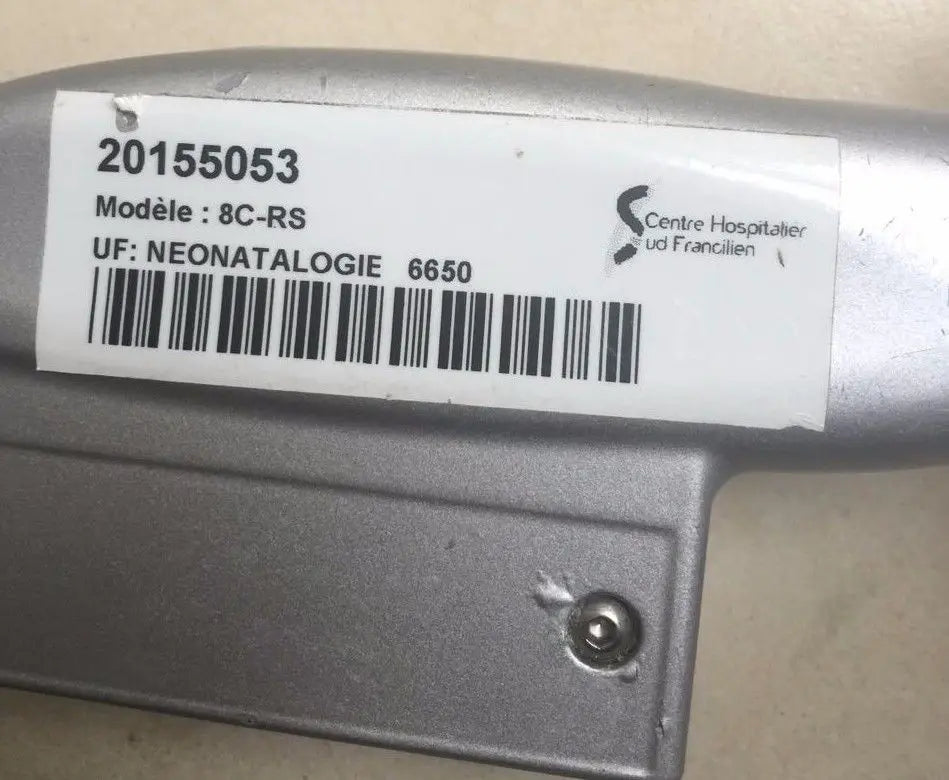 20155053
Modèle : 8C-RS
UF: NEONATALOGIE 6650
Centre Hospitalier
ud Francilien